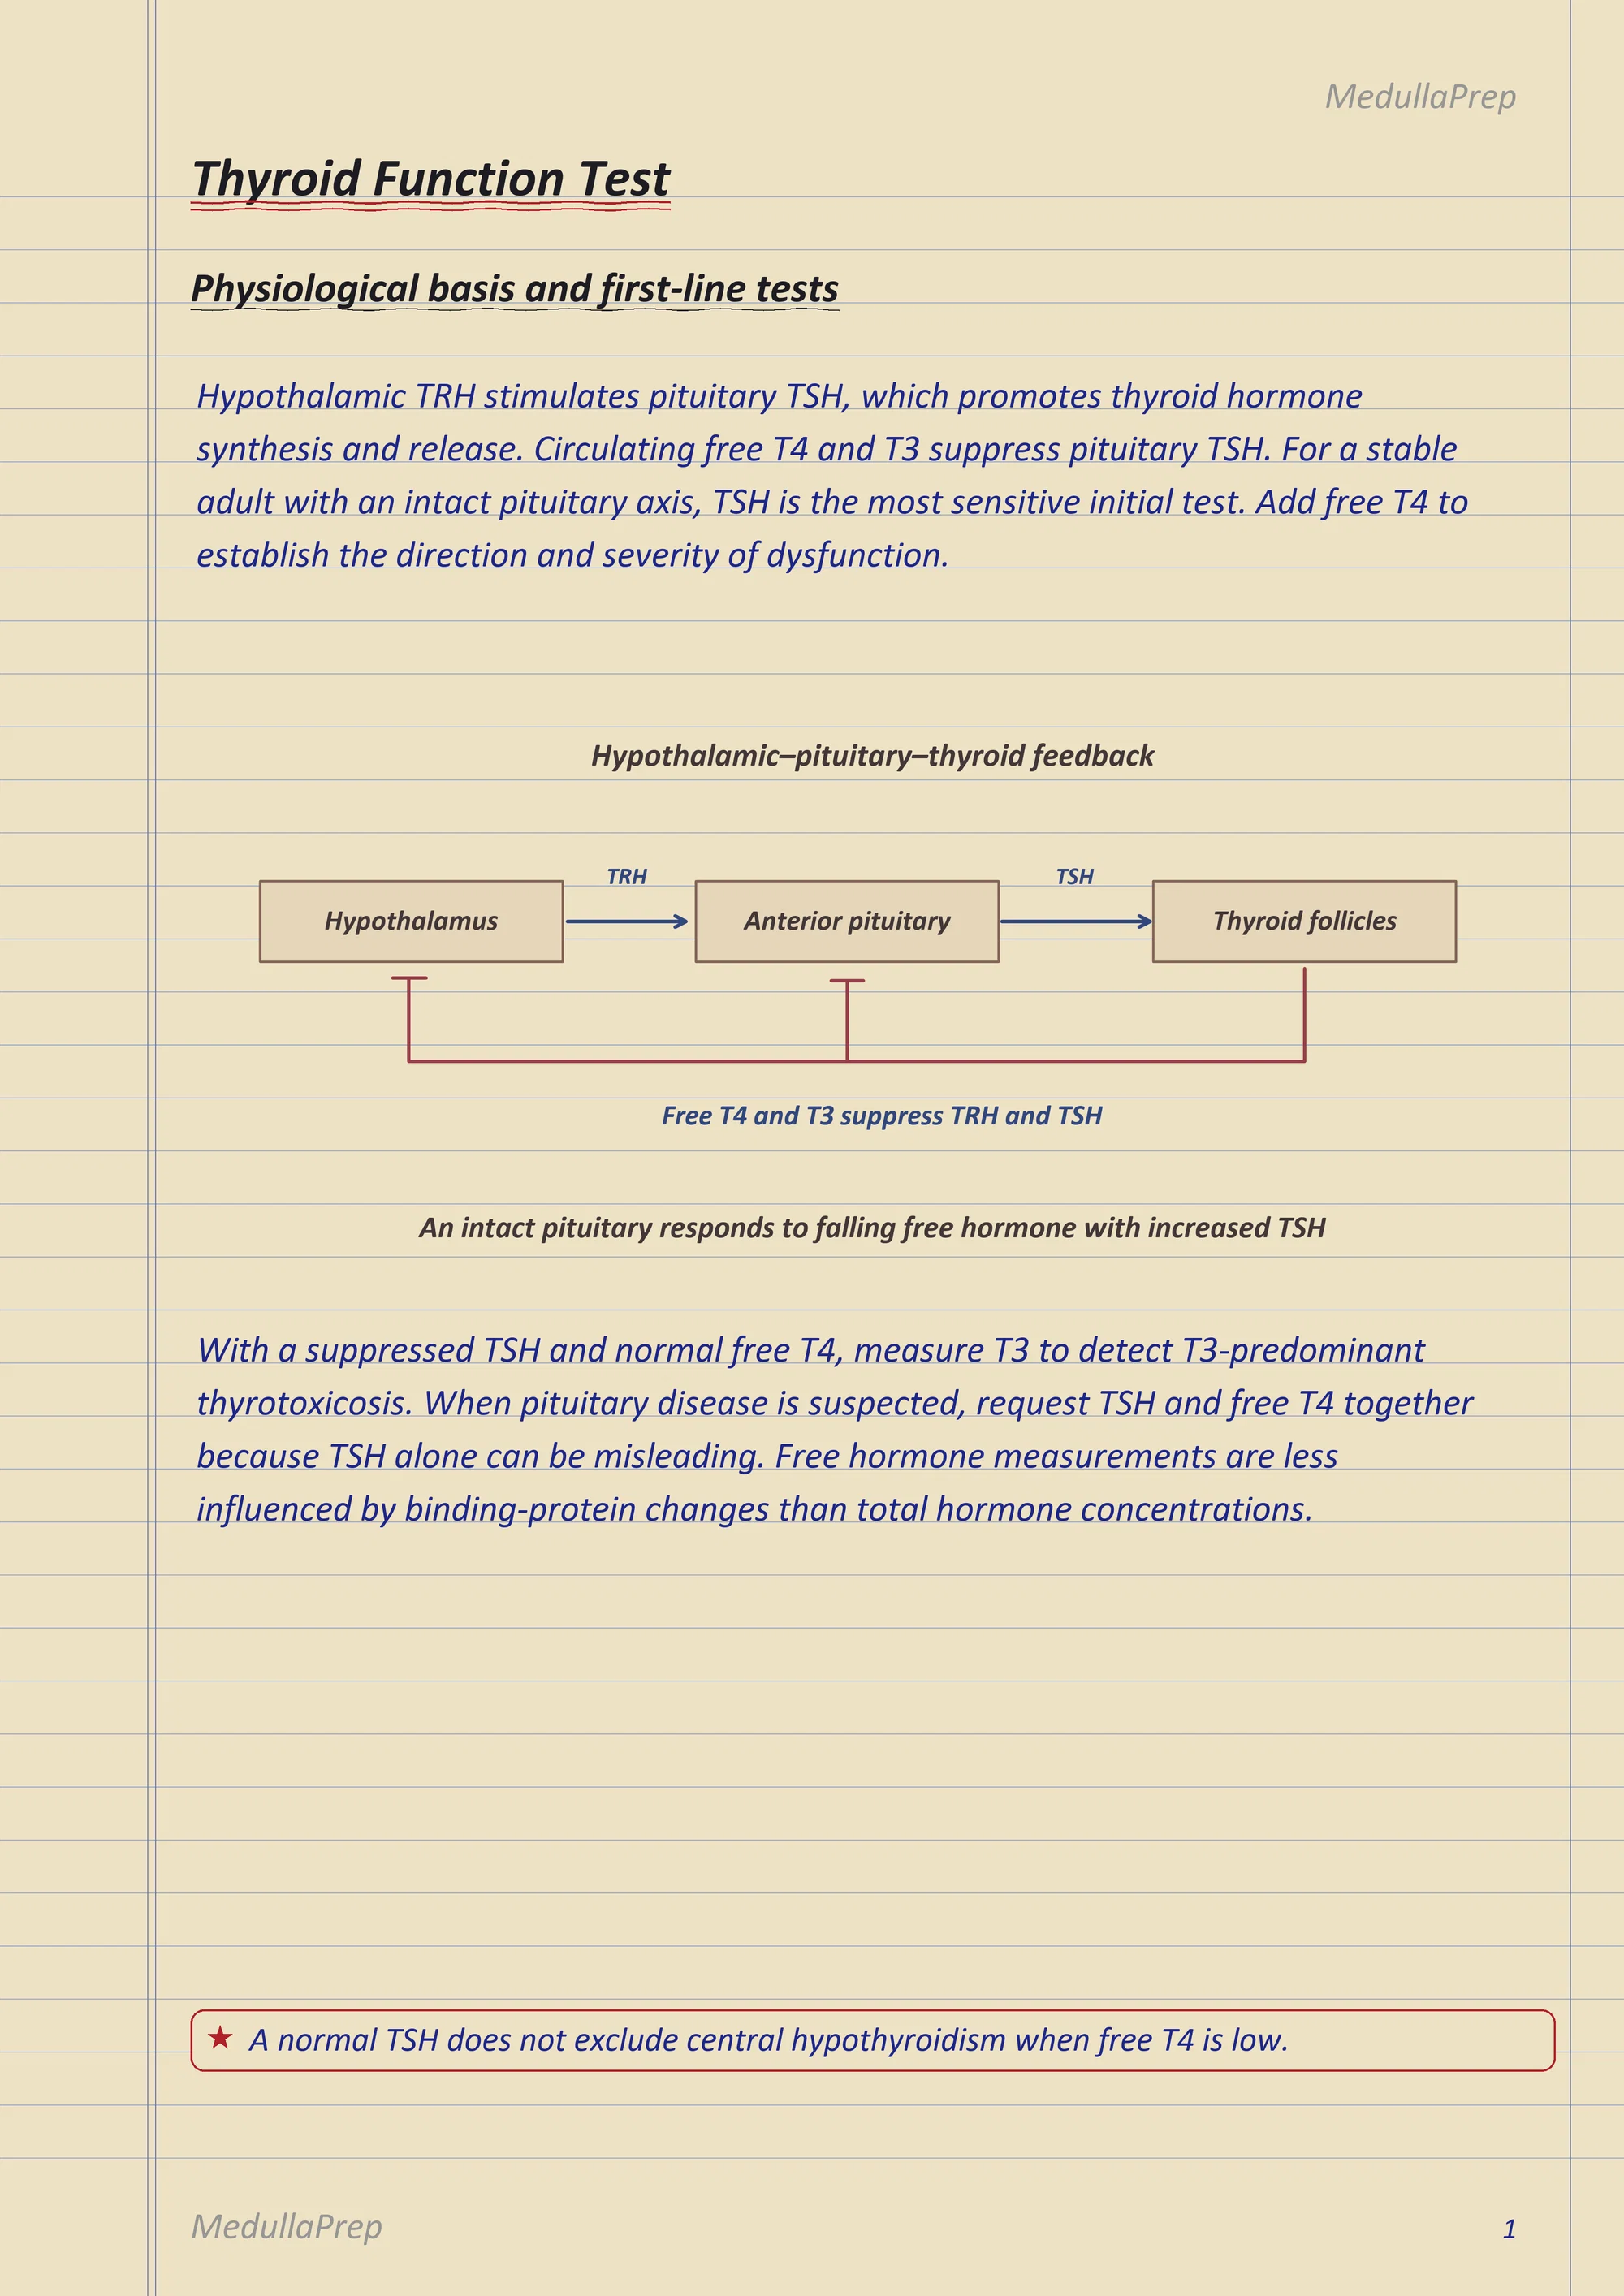 MedullaPrep
Thyroid Function Test
Physiological basis and first-line tests
Hypothalamic TRH stimulates pituitary TSH, which promotes thyroid hormone
synthesis and release. Circulating free T4 and T3 suppress pituitary TSH. For a stable
adult with an intact pituitary axis, TSH is the most sensitive initial test. Add free T4 to
establish the direction and severity of dysfunction.
Hypothalamic–pituitary–thyroid feedback
TRH TSH
Hypothalamus Anterior pituitary Thyroid follicles
Free T4 and T3 suppress TRH and TSH
An intact pituitary responds to falling free hormone with increased TSH
With a suppressed TSH and normal free T4, measure T3 to detect T3-predominant
thyrotoxicosis. When pituitary disease is suspected, request TSH and free T4 together
because TSH alone can be misleading. Free hormone measurements are less
influenced by binding-protein changes than total hormone concentrations.
★ A normal TSH does not exclude central hypothyroidism when free T4 is low.
MedullaPrep 1